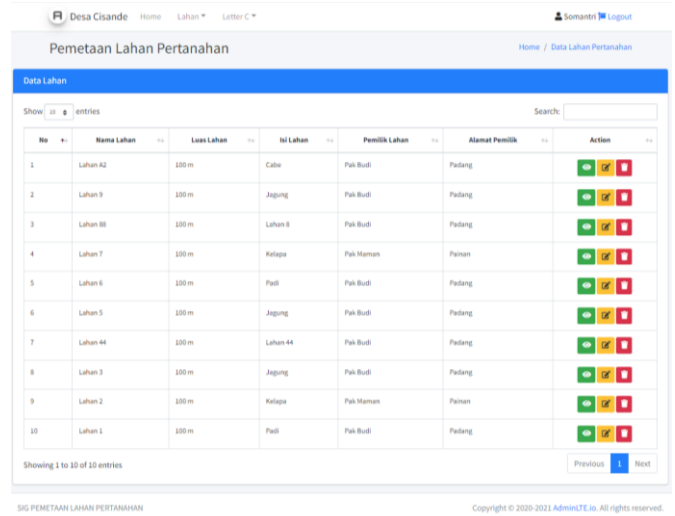 Desa Cisande Home Lahan Letter C Somantri Logout
Pemetaan Lahan Pertanahan Home / Data Lahan Pertanahan
Data Lahan
Show 10 entries Search:
No Nama Lahan Luas Lahan Isi Lahan Pemilik Lahan Alamat Pemilik Action
1 Lahan A2 100 m Cabe Pak Budi Padang
2 Lahan 9 100 m Jagung Pak Budi Padang
3 Lahan 88 100 m Lahan 8 Pak Budi Padang
4 Lahan 7 100 m Kelapa Pak Maman Painan
5 Lahan 6 100 m Padi Pak Budi Padang
6 Lahan 5 100 m Jagung Pak Budi Padang
7 Lahan 44 100 m Lahan 44 Pak Budi Padang
8 Lahan 3 100 m Jagung Pak Budi Padang
9 Lahan 2 100 m Kelapa Pak Maman Painan
10 Lahan 1 100 m Padi Pak Budi Padang
Showing 1 to 10 of 10 entries Previous 1 Next
SIG PEMETAAN LAHAN PERTANAHAN Copyright © 2020-2021 AdminLTE.io. All rights reserved.